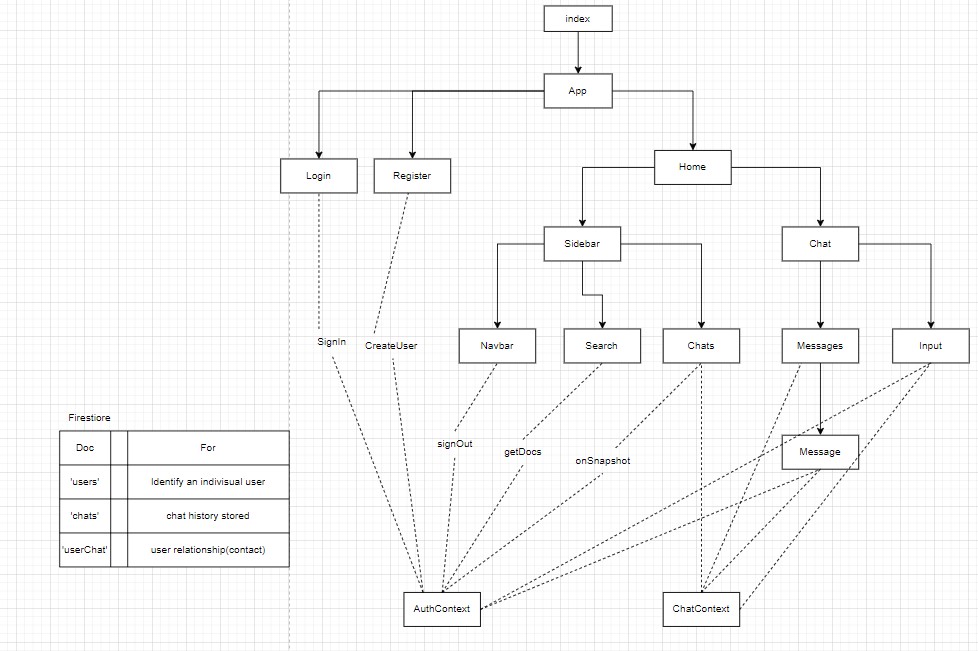 index
App
Login
Register
Home
Sidebar
Chat
Navbar
Search
Chats
Messages
Input
SignIn
CreateUser
signOut
getDocs
onSnapshot
Message
Firestiore
Doc For
'users' Identify an indivisual user
'chats' chat history stored
'userChat' user relationship(contact)
AuthContext
ChatContext